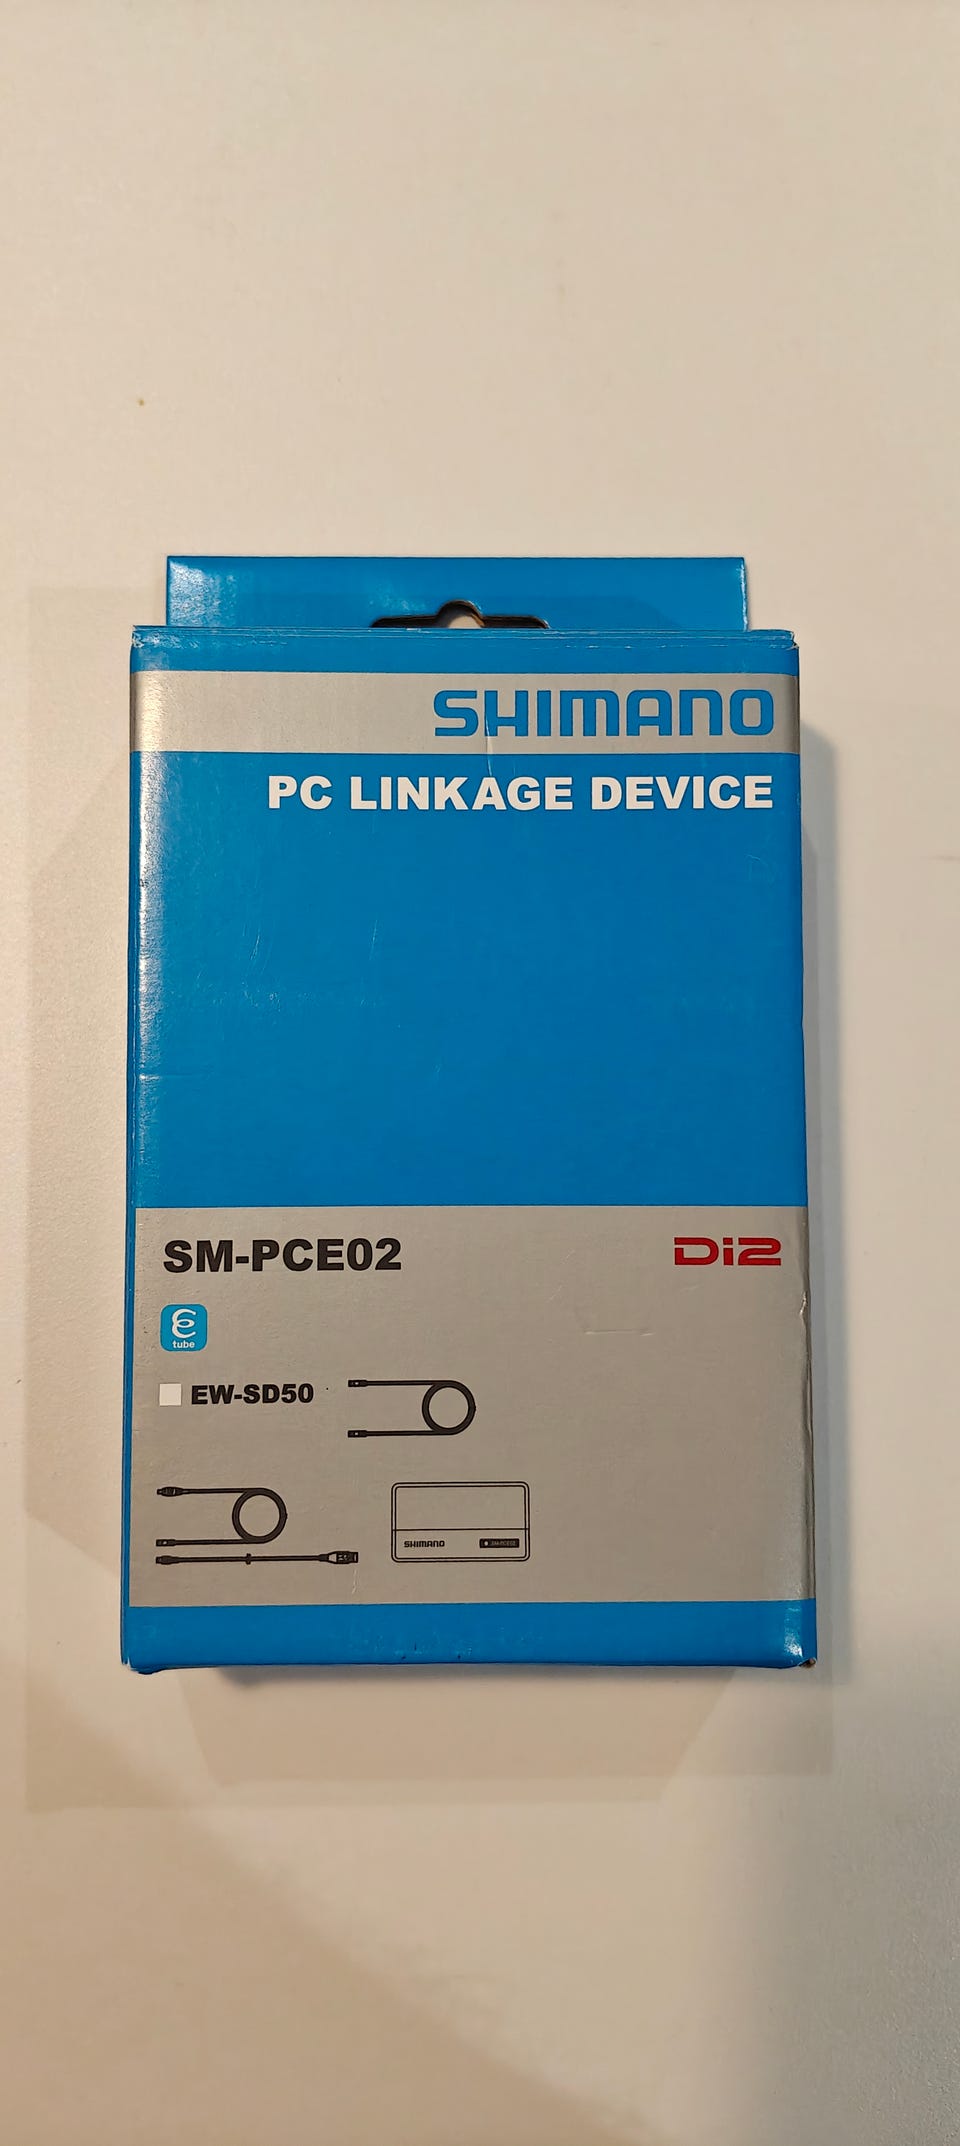 SHIMANO
PC LINKAGE DEVICE
SM-PCE02
Di2
E
tube
EW-SD50
SHIMANO
SM-PCE02